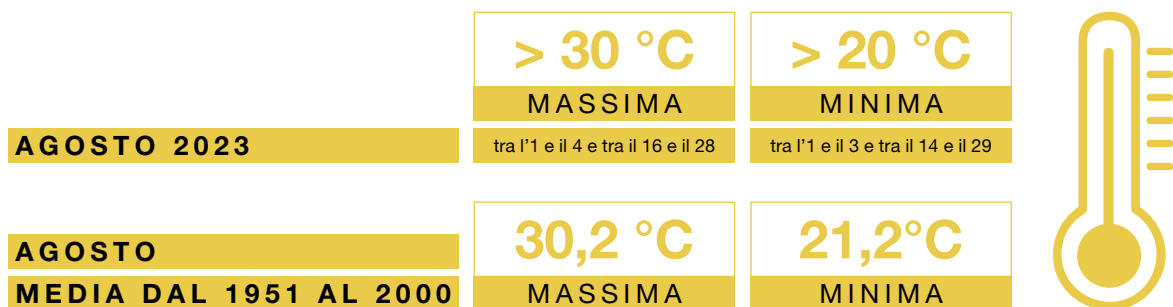 > 30 °C
> 20 °C
MASSIMA
MINIMA
AGOSTO 2023
tra l'1 e il 4 e tra il 16 e il 28
tra l'1 e il 3 e tra il 14 e il 29
30,2 °C
21,2°C
AGOSTO
MEDIA DAL 1951 AL 2000
MASSIMA
MINIMA